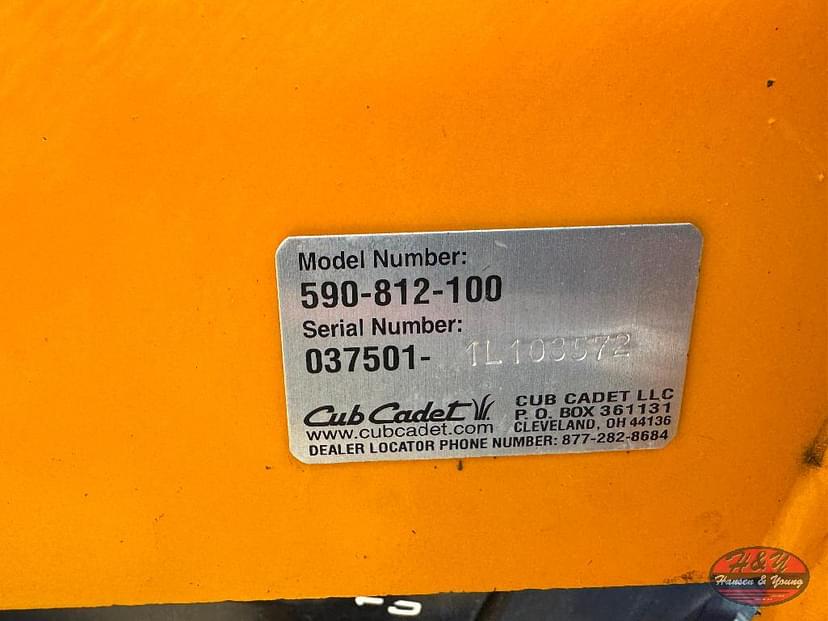 Model Number:
590-812-100
Serial Number:
037501- 1L103572
Cub Cadet
CUB CADET LLC
www.cubcadet.com
P. O. BOX 361131
CLEVELAND, OH 44136
DEALER LOCATOR PHONE NUMBER: 877-282-8684
H&Y
Hansen & Young